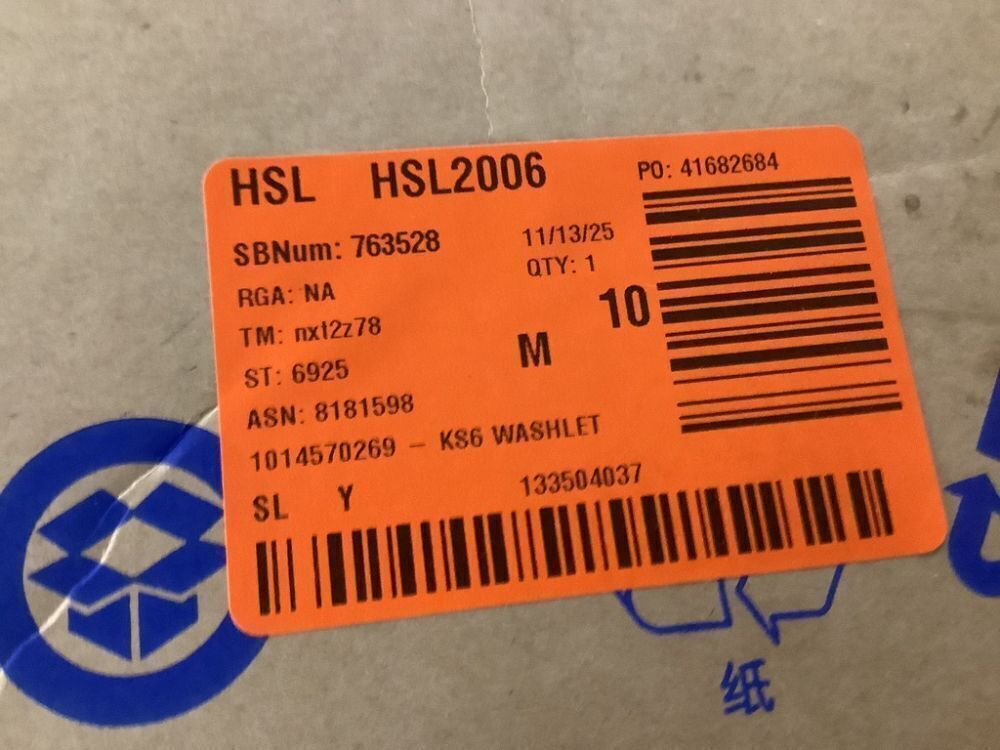 HSL HSL2006
PO: 41682684
SBNum: 763528
11/13/25
QTY: 1
RGA: NA
10
TM: nxt2z78
M
ST: 6925
ASN: 8181598
1014570269 – KS6 WASHLET
SL Y
133504037
纸